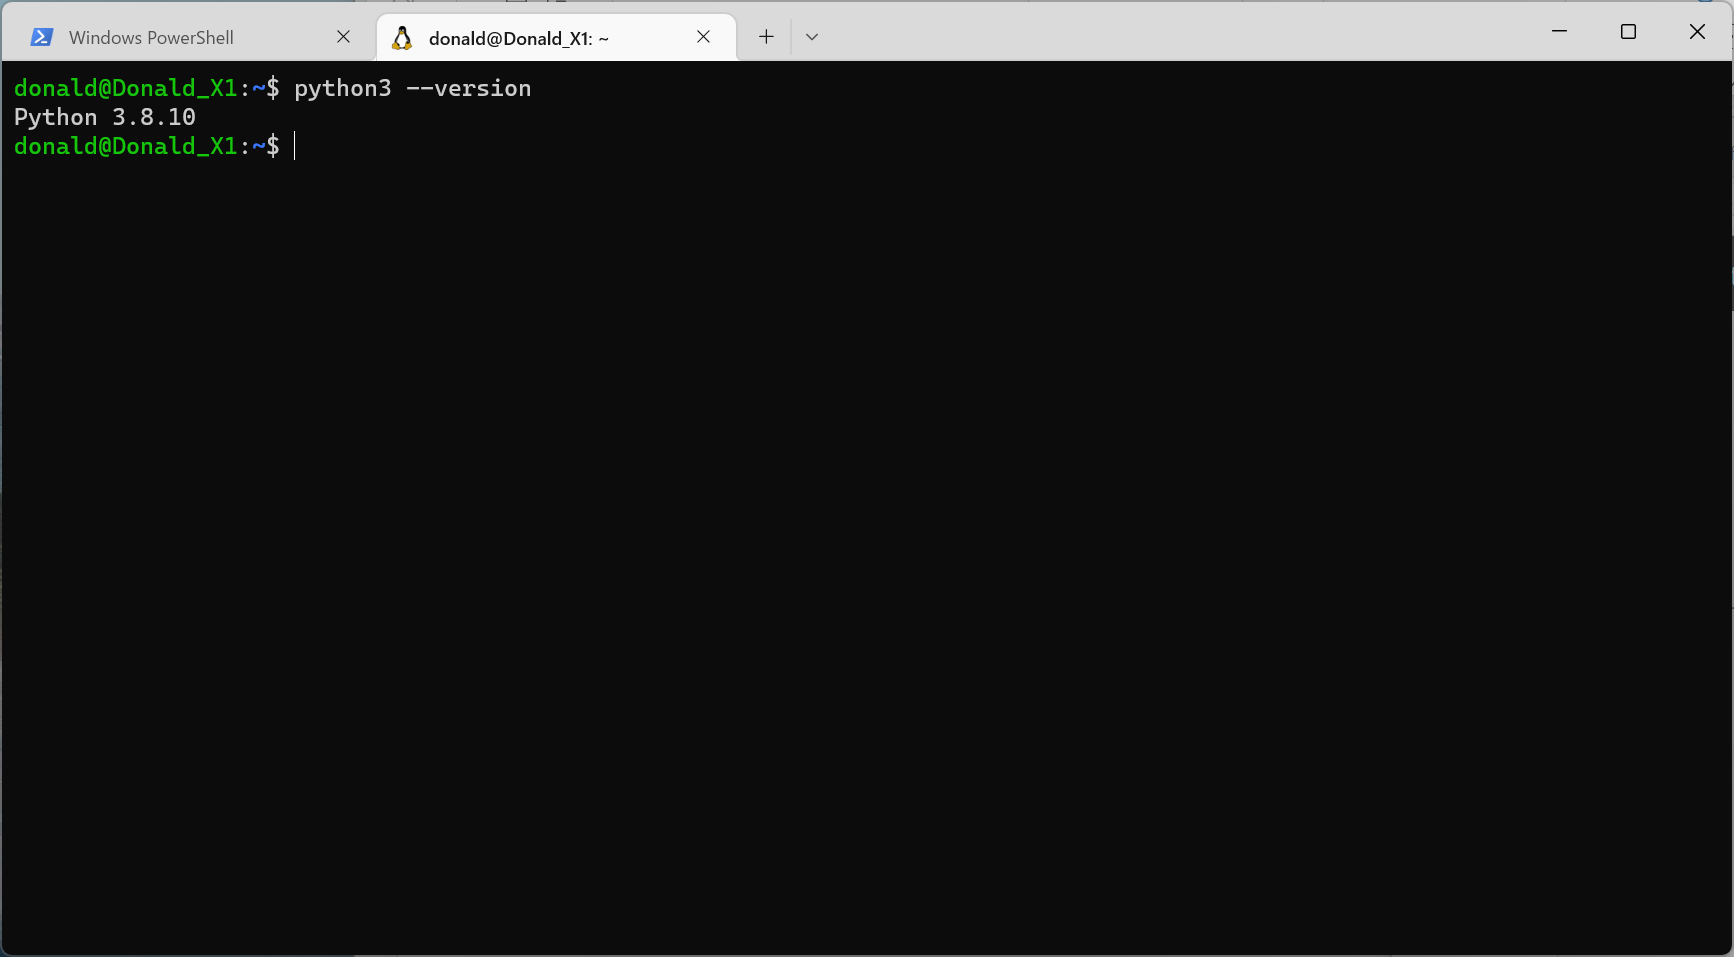 Windows PowerShell
donald@Donald_X1: ~
donald@Donald_X1:~$ python3 --version
Python 3.8.10
donald@Donald_X1:~$